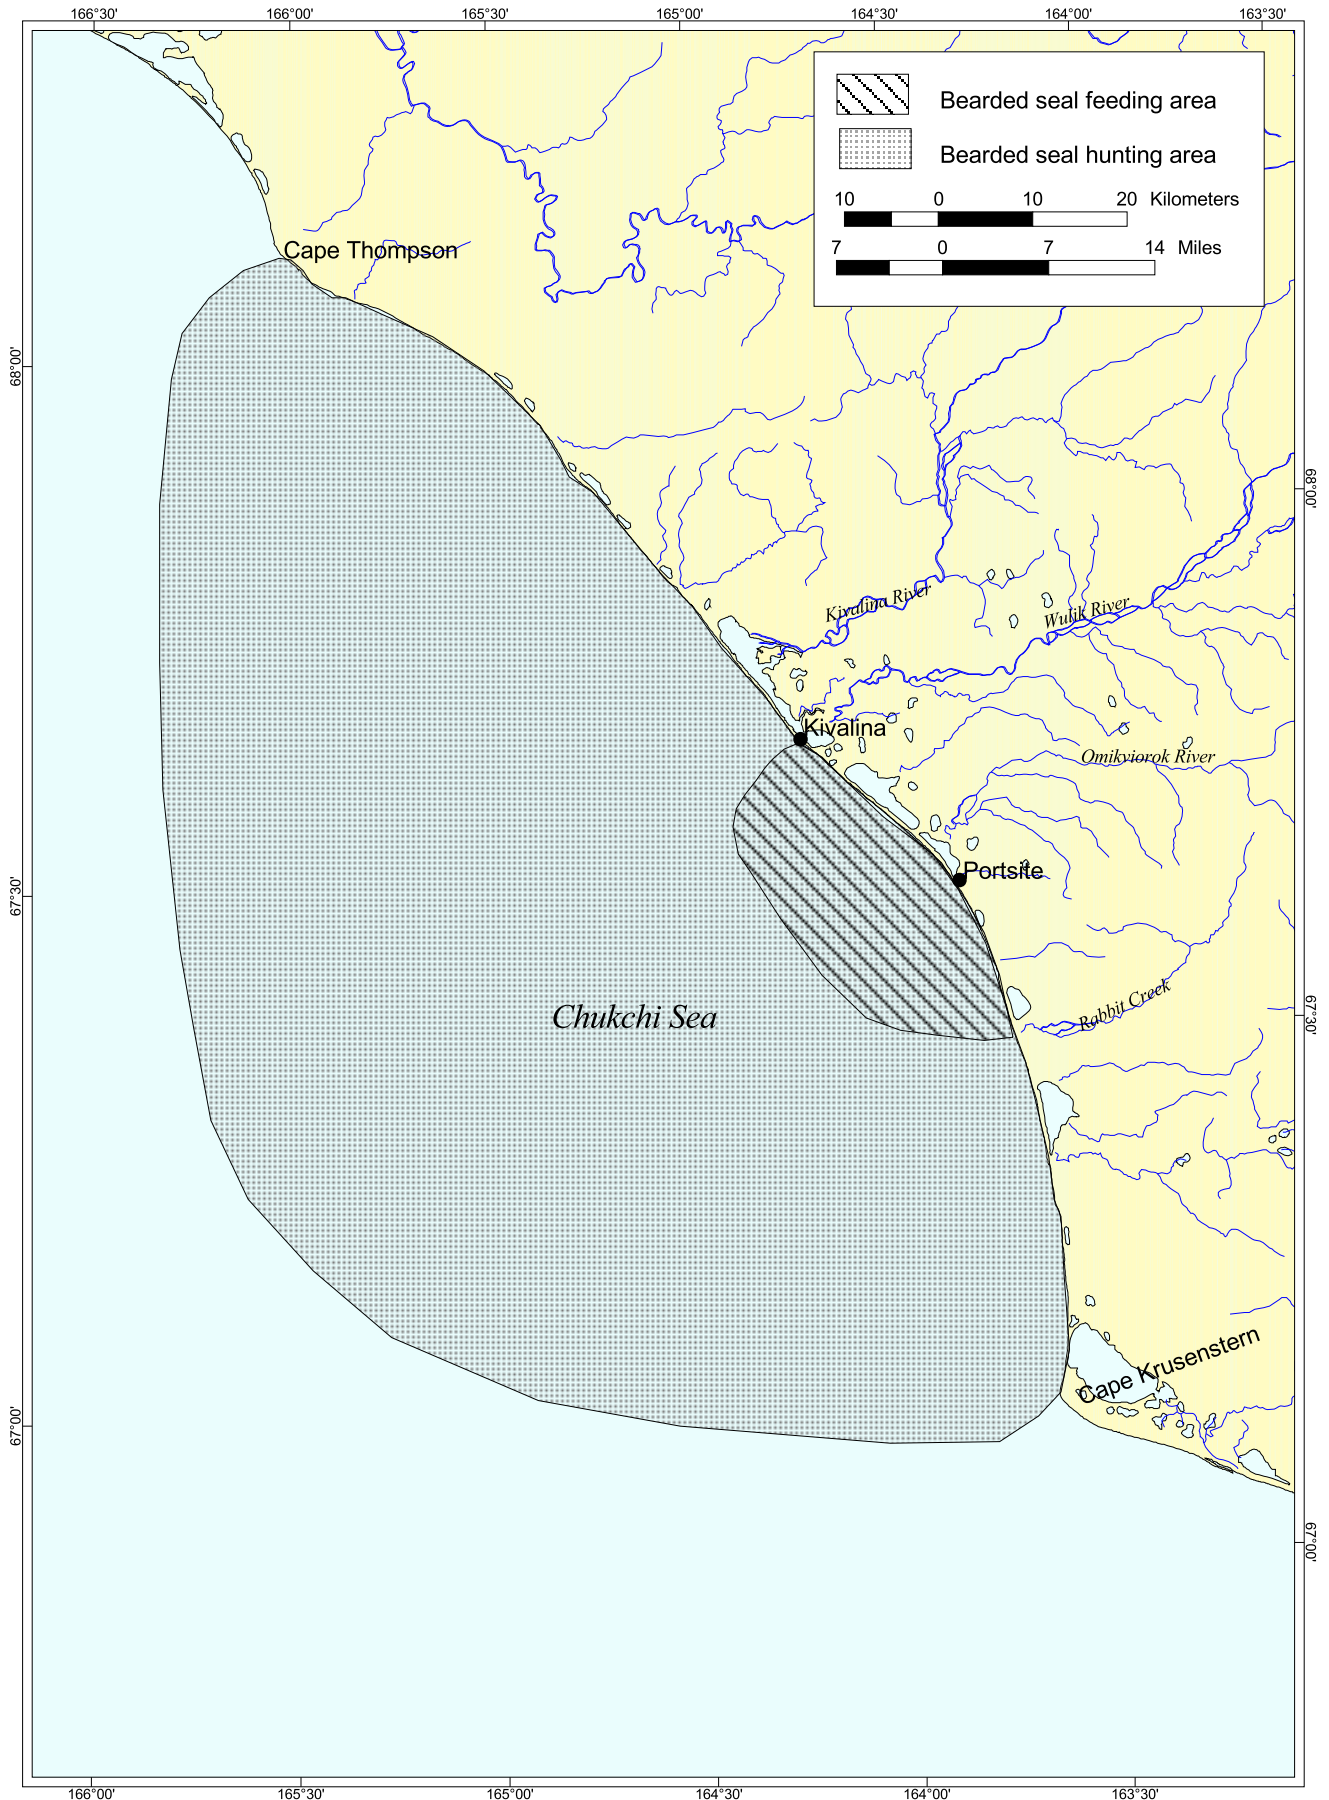 166°30' 166°00' 165°30' 165°00' 164°30' 164°00' 163°30'
Bearded seal feeding area
Bearded seal hunting area
10 0 10 20 Kilometers
7 0 7 14 Miles
Cape Thompson
68°00'
68°00'
Kivalina River
Wulik River
Kivalina
Omikviorok River
Portsite
67°30'
Rabbit Creek
67°30'
Chukchi Sea
Cape Krusenstern
67°00'
67°00'
166°00' 165°30' 165°00' 164°30' 164°00' 163°30'